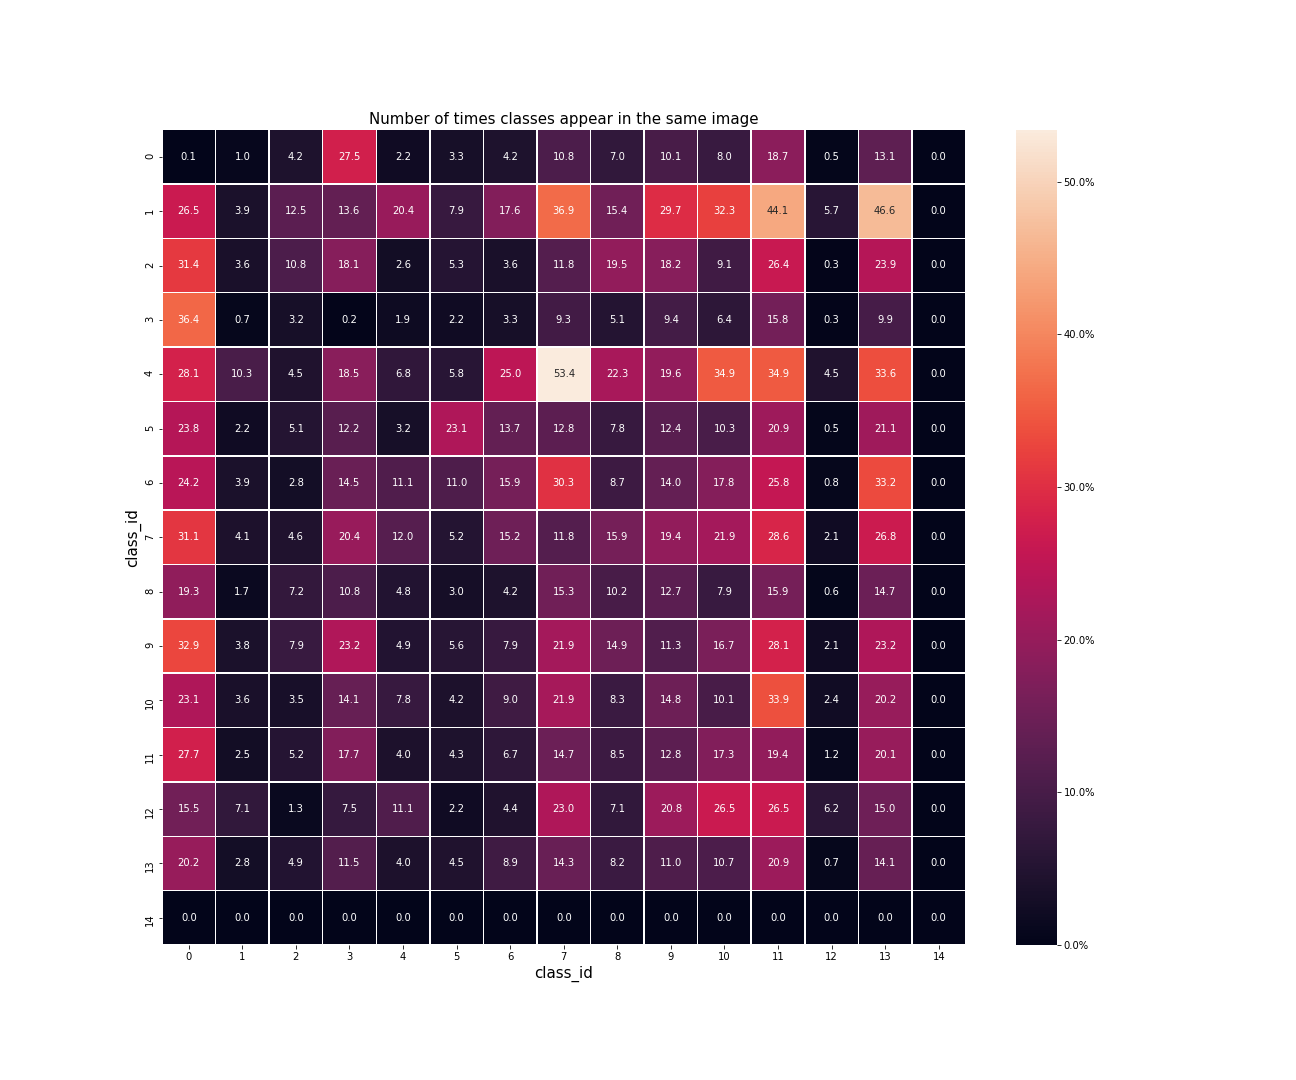 Number of times classes appear in the same image
0 0.1 1.0 4.2 27.5 2.2 3.3 4.2 10.8 7.0 10.1 8.0 18.7 0.5 13.1 0.0
1 26.5 3.9 12.5 13.6 20.4 7.9 17.6 36.9 15.4 29.7 32.3 44.1 5.7 46.6 0.0
2 31.4 3.6 10.8 18.1 2.6 5.3 3.6 11.8 19.5 18.2 9.1 26.4 0.3 23.9 0.0
3 36.4 0.7 3.2 0.2 1.9 2.2 3.3 9.3 5.1 9.4 6.4 15.8 0.3 9.9 0.0
4 28.1 10.3 4.5 18.5 6.8 5.8 25.0 53.4 22.3 19.6 34.9 34.9 4.5 33.6 0.0
5 23.8 2.2 5.1 12.2 3.2 23.1 13.7 12.8 7.8 12.4 10.3 20.9 0.5 21.1 0.0
6 24.2 3.9 2.8 14.5 11.1 11.0 15.9 30.3 8.7 14.0 17.8 25.8 0.8 33.2 0.0
7 31.1 4.1 4.6 20.4 12.0 5.2 15.2 11.8 15.9 19.4 21.9 28.6 2.1 26.8 0.0
8 19.3 1.7 7.2 10.8 4.8 3.0 4.2 15.3 10.2 12.7 7.9 15.9 0.6 14.7 0.0
9 32.9 3.8 7.9 23.2 4.9 5.6 7.9 21.9 14.9 11.3 16.7 28.1 2.1 23.2 0.0
10 23.1 3.6 3.5 14.1 7.8 4.2 9.0 21.9 8.3 14.8 10.1 33.9 2.4 20.2 0.0
11 27.7 2.5 5.2 17.7 4.0 4.3 6.7 14.7 8.5 12.8 17.3 19.4 1.2 20.1 0.0
12 15.5 7.1 1.3 7.5 11.1 2.2 4.4 23.0 7.1 20.8 26.5 26.5 6.2 15.0 0.0
13 20.2 2.8 4.9 11.5 4.0 4.5 8.9 14.3 8.2 11.0 10.7 20.9 0.7 14.1 0.0
14 0.0 0.0 0.0 0.0 0.0 0.0 0.0 0.0 0.0 0.0 0.0 0.0 0.0 0.0 0.0
0 1 2 3 4 5 6 7 8 9 10 11 12 13 14
class_id
class_id
50.0%
40.0%
30.0%
20.0%
10.0%
0.0%